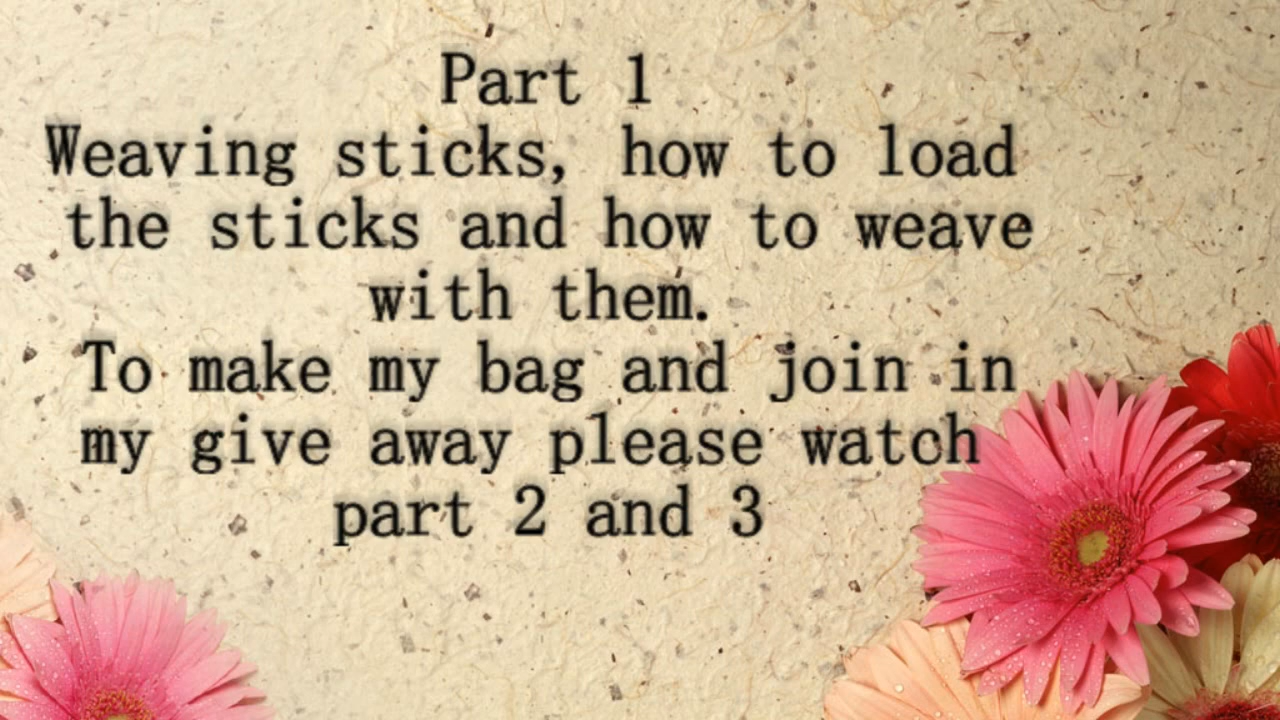 Part 1
Weaving sticks, how to load
the sticks and how to weave
with them.
To make my bag and join in
my give away please watch
part 2 and 3